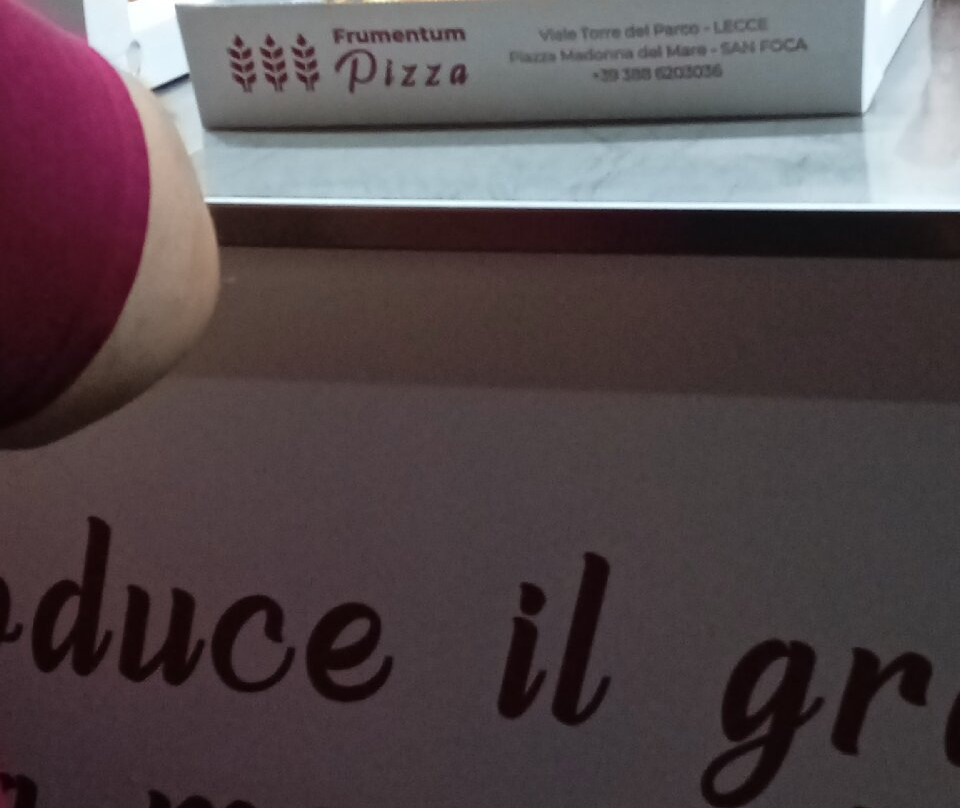 Frumentum
Pizza
Viale Torre del Parco - LECCE
Piazza Madonna del Mare - SAN FOCA
+39 388 6203036
duce il gr